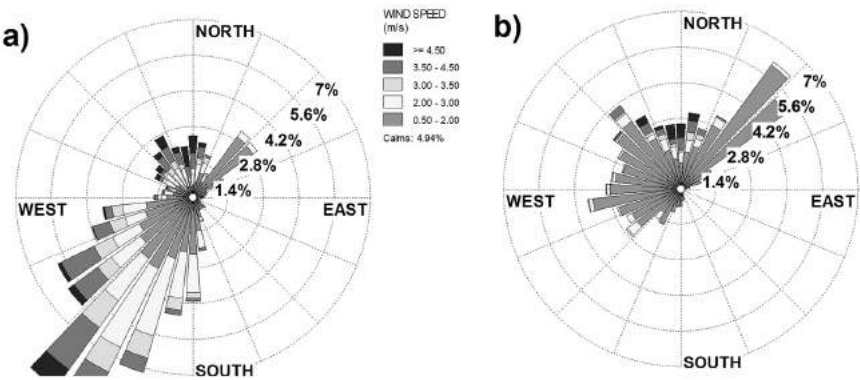 a)
NORTH
7%
5.6%
4.2%
2.8%
1.4%
WEST
EAST
SOUTH
WIND SPEED
(m/s)
>= 4.50
3.50 - 4.50
3.00 - 3.50
2.00 - 3.00
0.50 - 2.00
Calms: 4.94%
b)
NORTH
7%
5.6%
4.2%
2.8%
1.4%
WEST
EAST
SOUTH